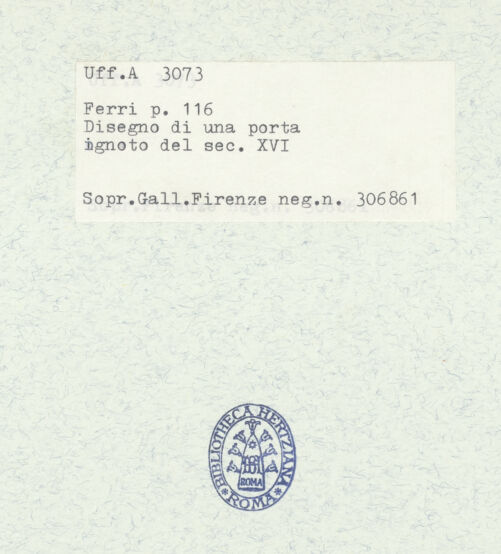 Uff.A 3073
Ferri p. 116
Disegno di una porta
ignoto del sec. XVI
Sopr.Gall.Firenze neg.n. 306861
BIBLIOTHECA HERTZIANA
ROMA
* ROMA *